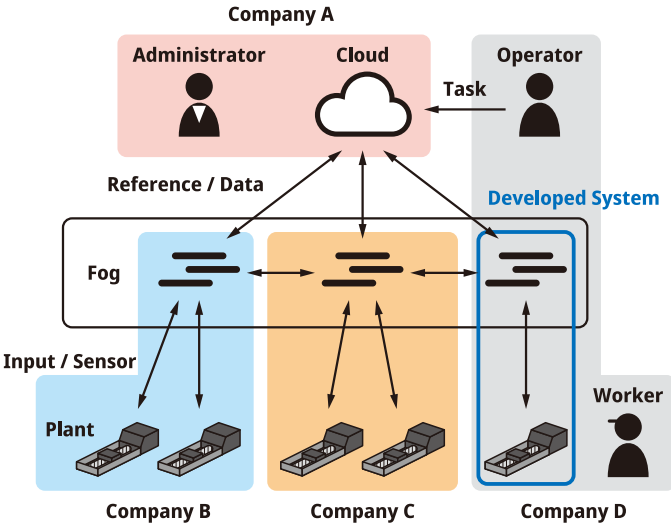 Company A
Administrator
Cloud
Operator
Task
Reference / Data
Developed System
Fog
Input / Sensor
Plant
Worker
Company B
Company C
Company D